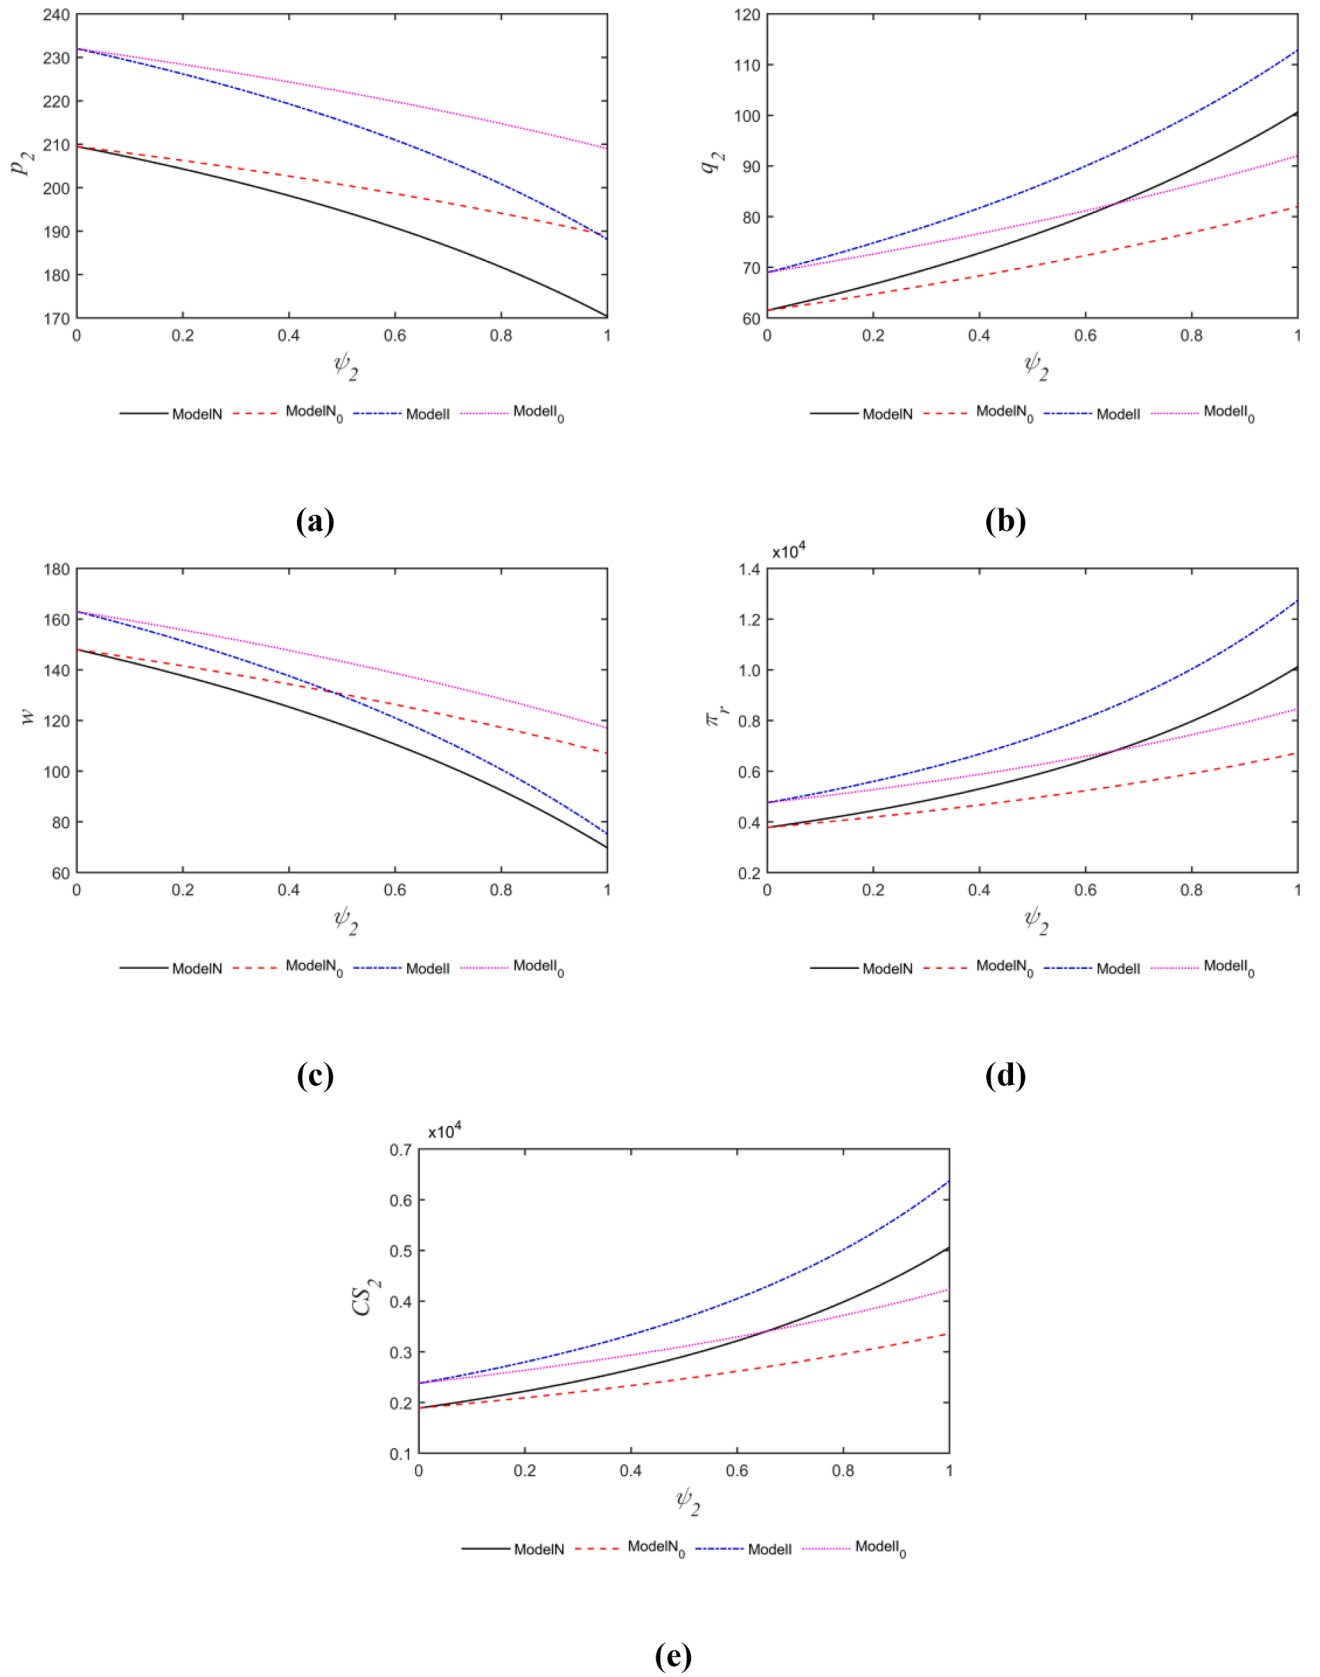 240
230
220
210
200
190
180
170
p2
0 0.2 0.4 0.6 0.8 1
ψ2
ModelN ModelN0 ModelI ModelI0
(a)
120
110
100
90
80
70
60
q2
0 0.2 0.4 0.6 0.8 1
ψ2
ModelN ModelN0 ModelI ModelI0
(b)
180
160
140
120
100
80
60
w
0 0.2 0.4 0.6 0.8 1
ψ2
ModelN ModelN0 ModelI ModelI0
(c)
x10^4
1.4
1.2
1.0
0.8
0.6
0.4
0.2
πr
0 0.2 0.4 0.6 0.8 1
ψ2
ModelN ModelN0 ModelI ModelI0
(d)
x10^4
0.7
0.6
0.5
0.4
0.3
0.2
0.1
CS2
0 0.2 0.4 0.6 0.8 1
ψ2
ModelN ModelN0 ModelI ModelI0
(e)